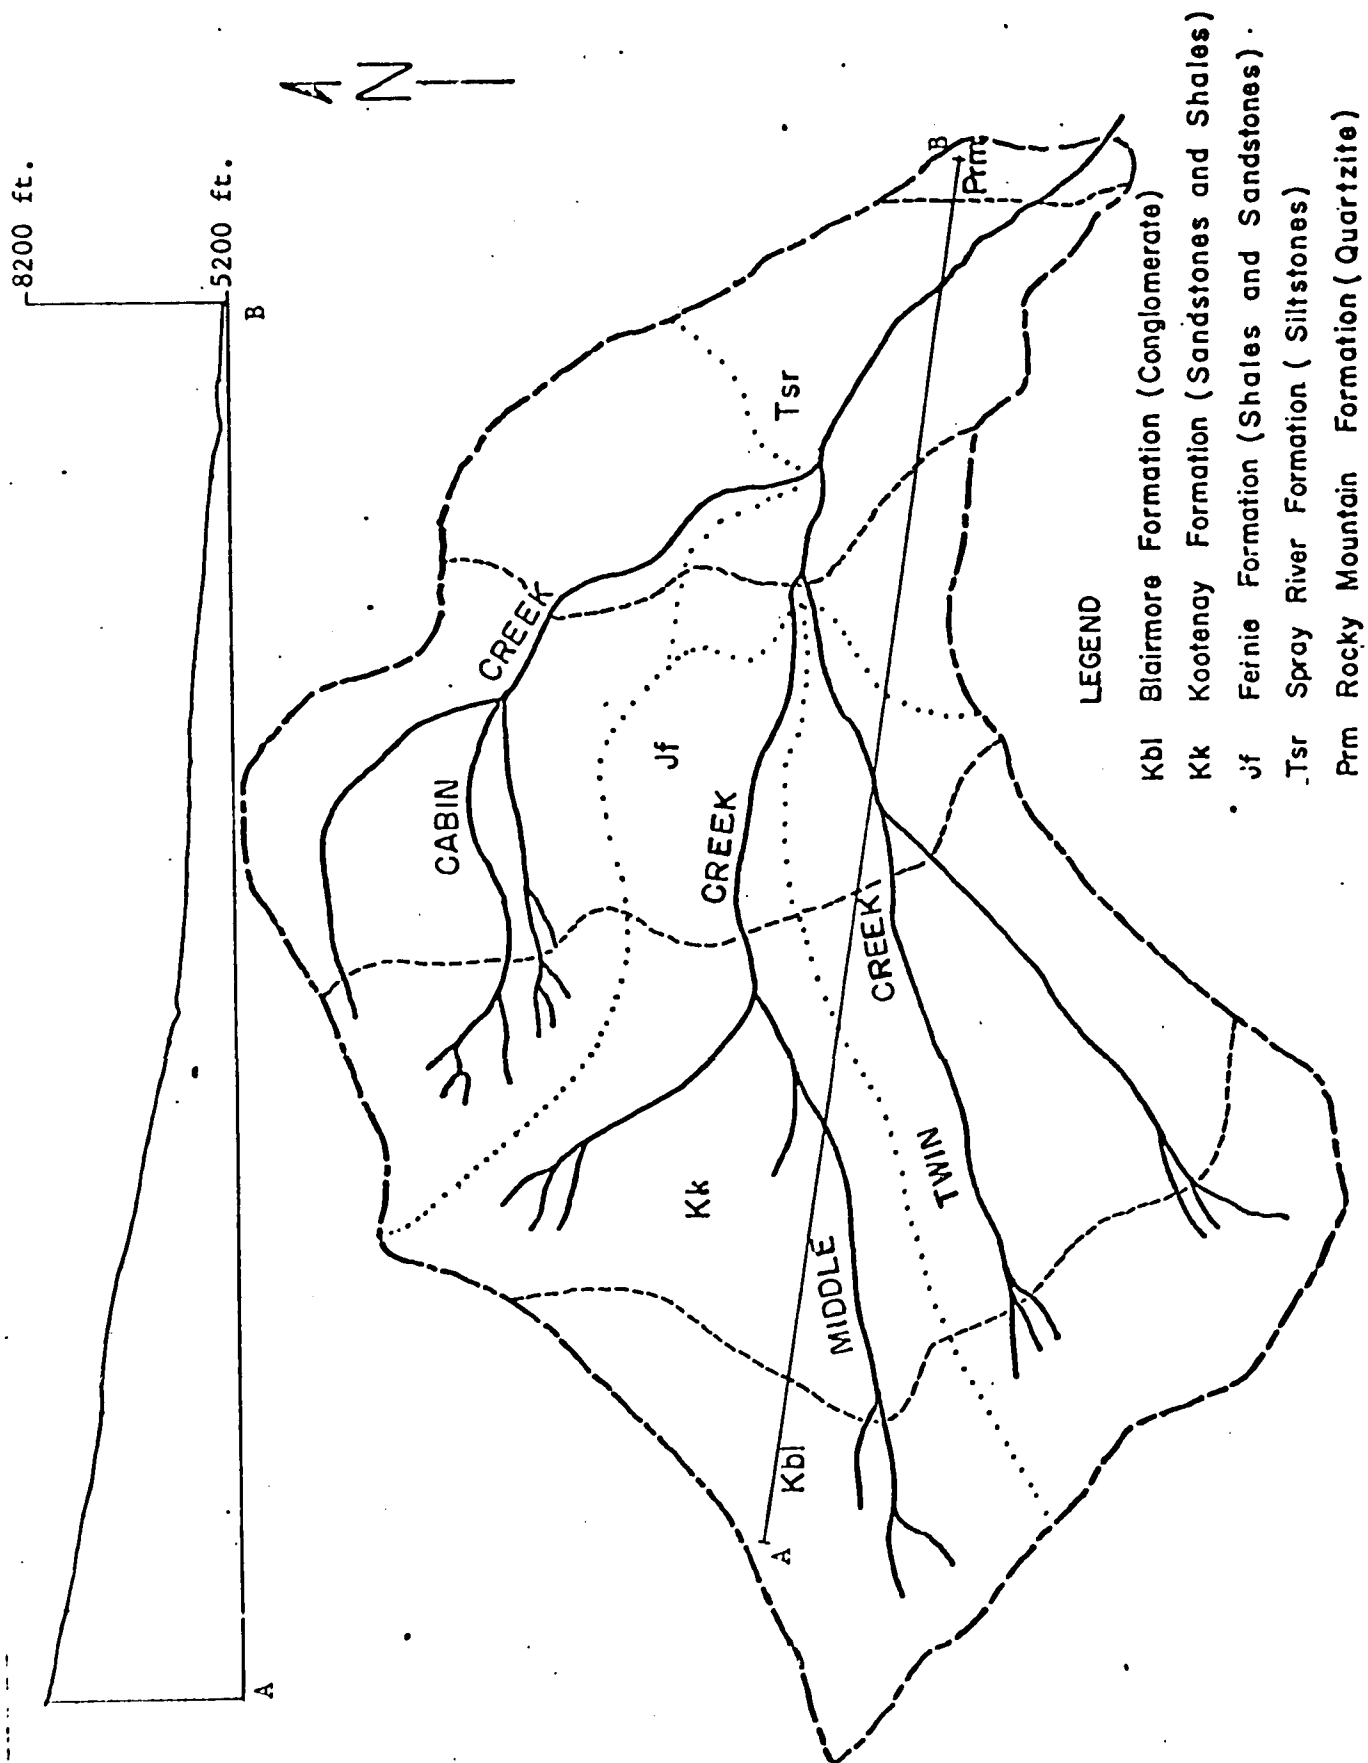 8200 ft.
5200 ft.
A
B
N
CABIN
CREEK
MIDDLE
CREEK
TWIN
CREEK
Kbl
Kk
Jf
Tsr
Prm
A
B
LEGEND
Kbl Blairmore Formation (Conglomerate)
Kk Kootenay Formation (Sandstones and Shales)
Jf Fernie Formation (Shales and Sandstones)
Tsr Spray River Formation (Siltstones)
Prm Rocky Mountain Formation (Quartzite)